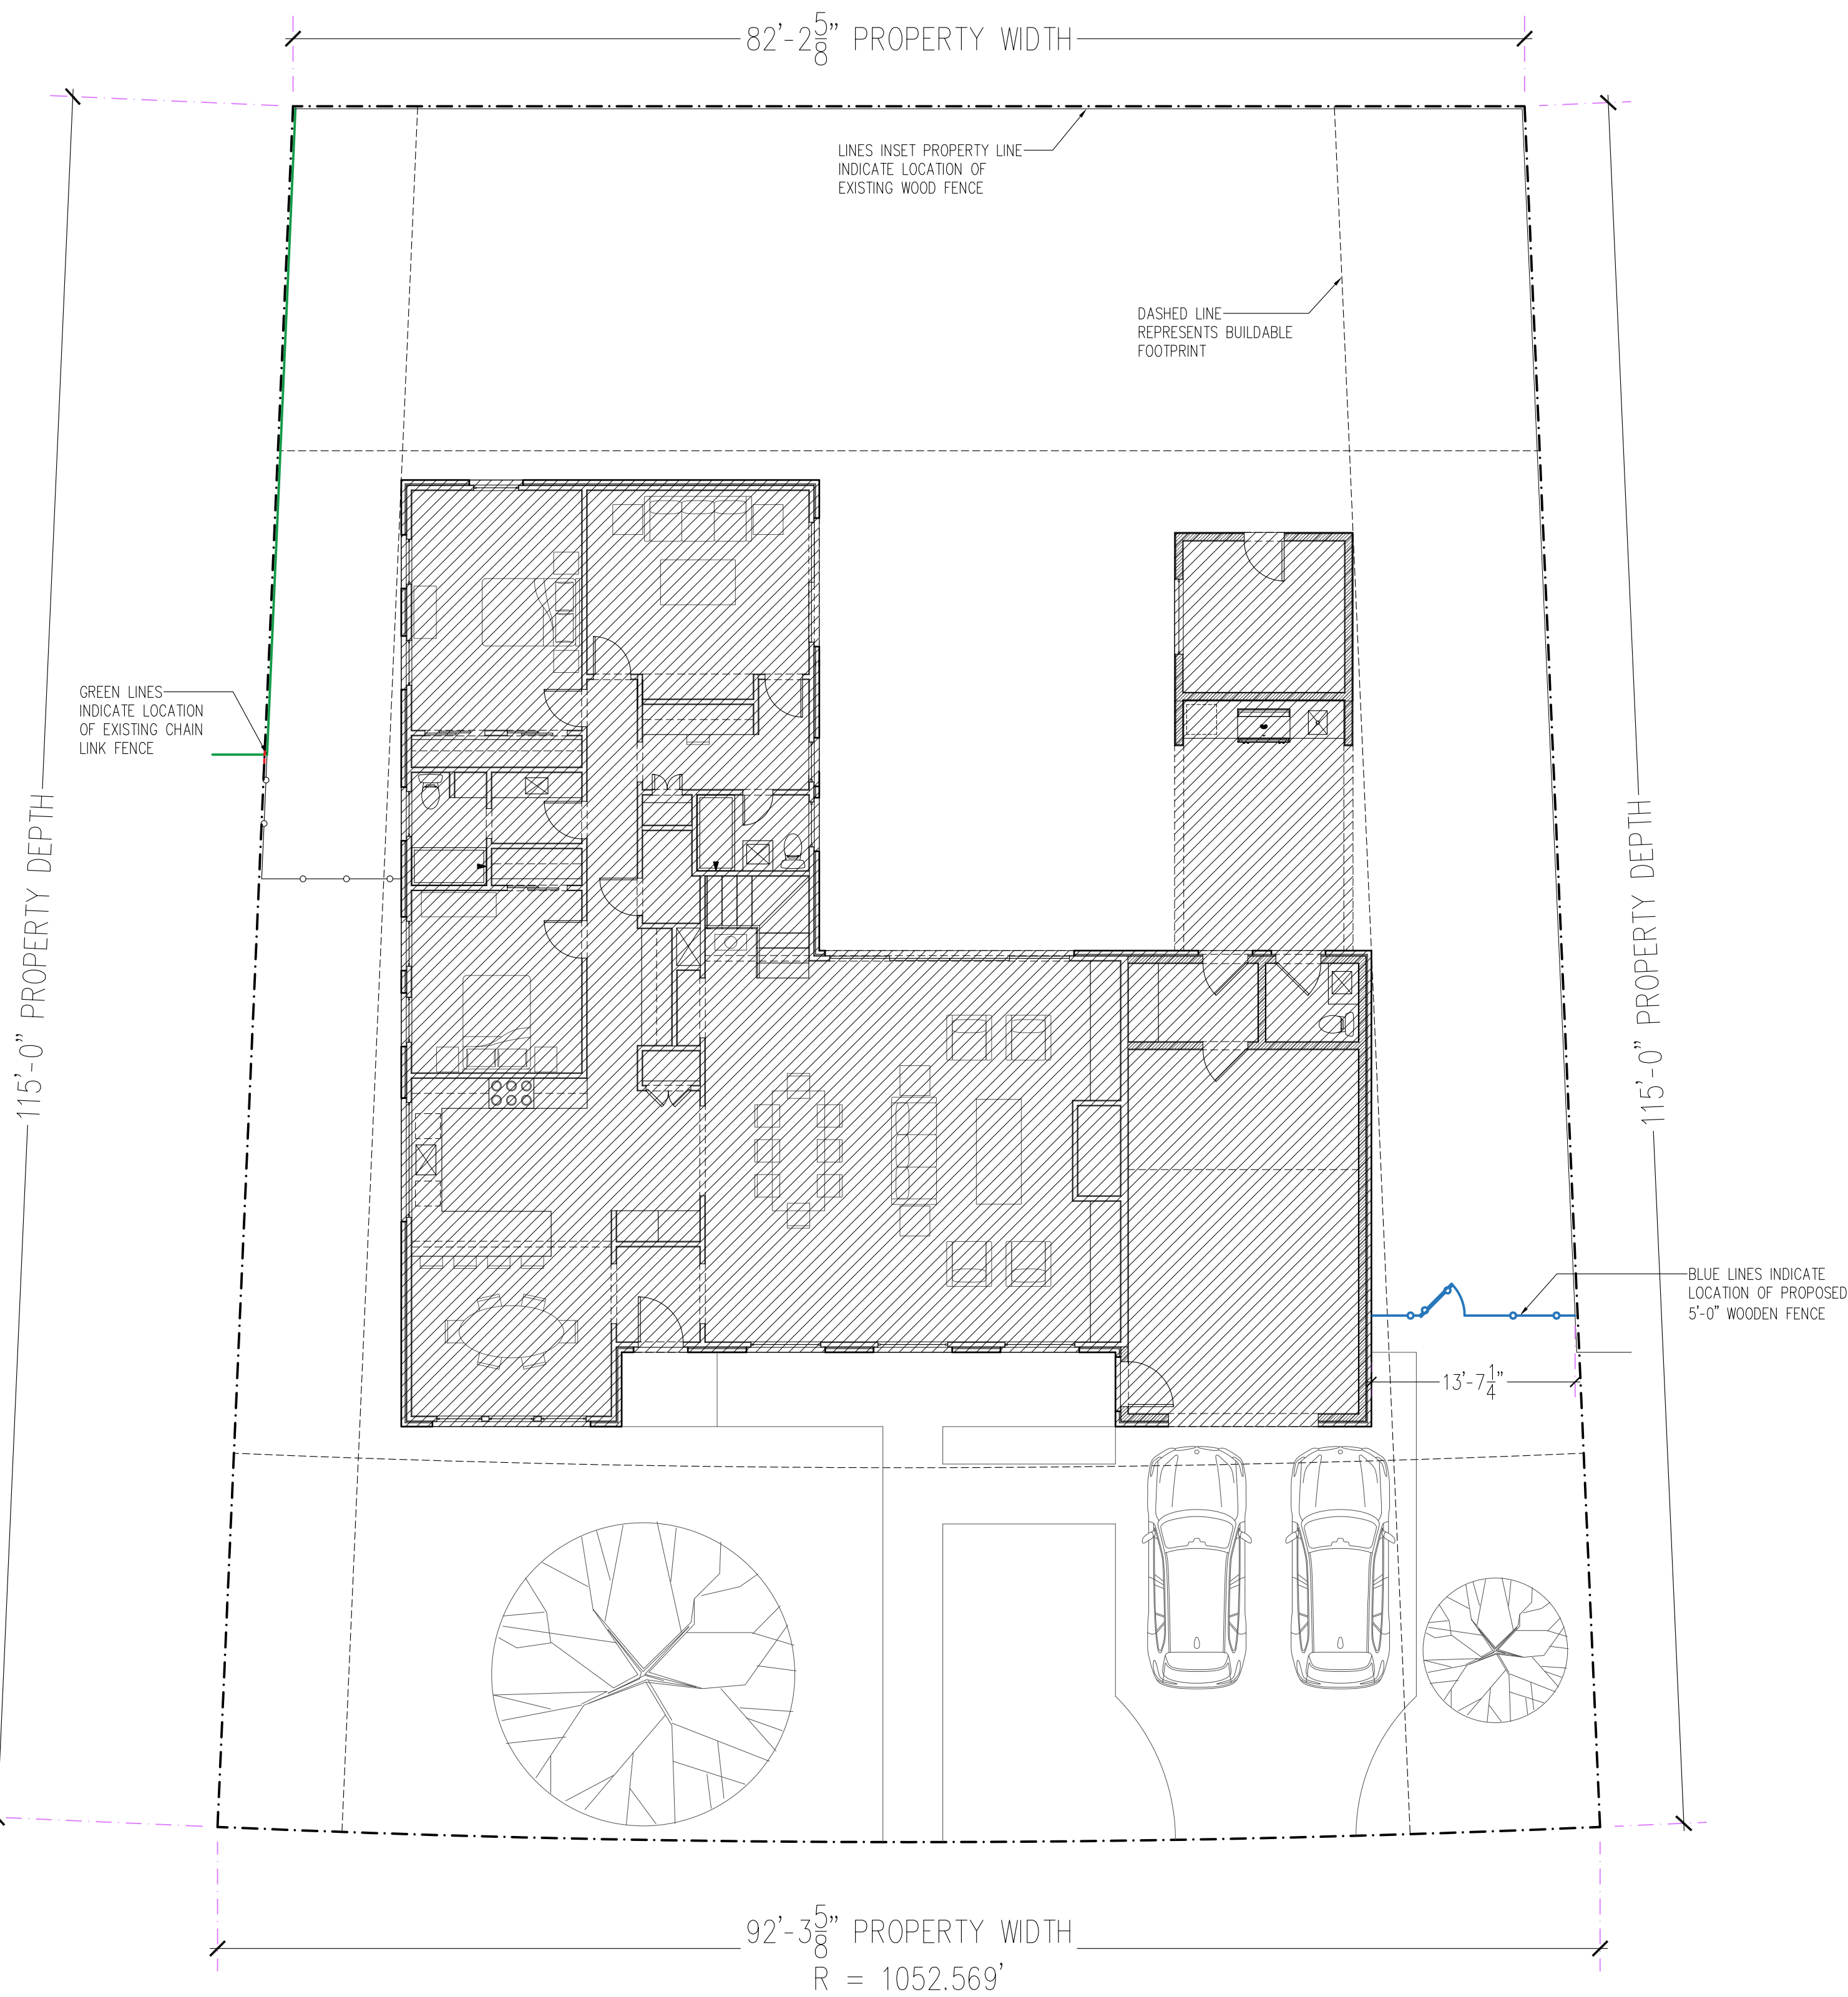 82'-2 5/8" PROPERTY WIDTH
LINES INSET PROPERTY LINE
INDICATE LOCATION OF
EXISTING WOOD FENCE
DASHED LINE
REPRESENTS BUILDABLE
FOOTPRINT
GREEN LINES
INDICATE LOCATION
OF EXISTING CHAIN
LINK FENCE
115'-0" PROPERTY DEPTH
115'-0" PROPERTY DEPTH
BLUE LINES INDICATE
LOCATION OF PROPOSED
5'-0" WOODEN FENCE
13'-7 1/4"
92'-3 5/8" PROPERTY WIDTH
R = 1052.569'